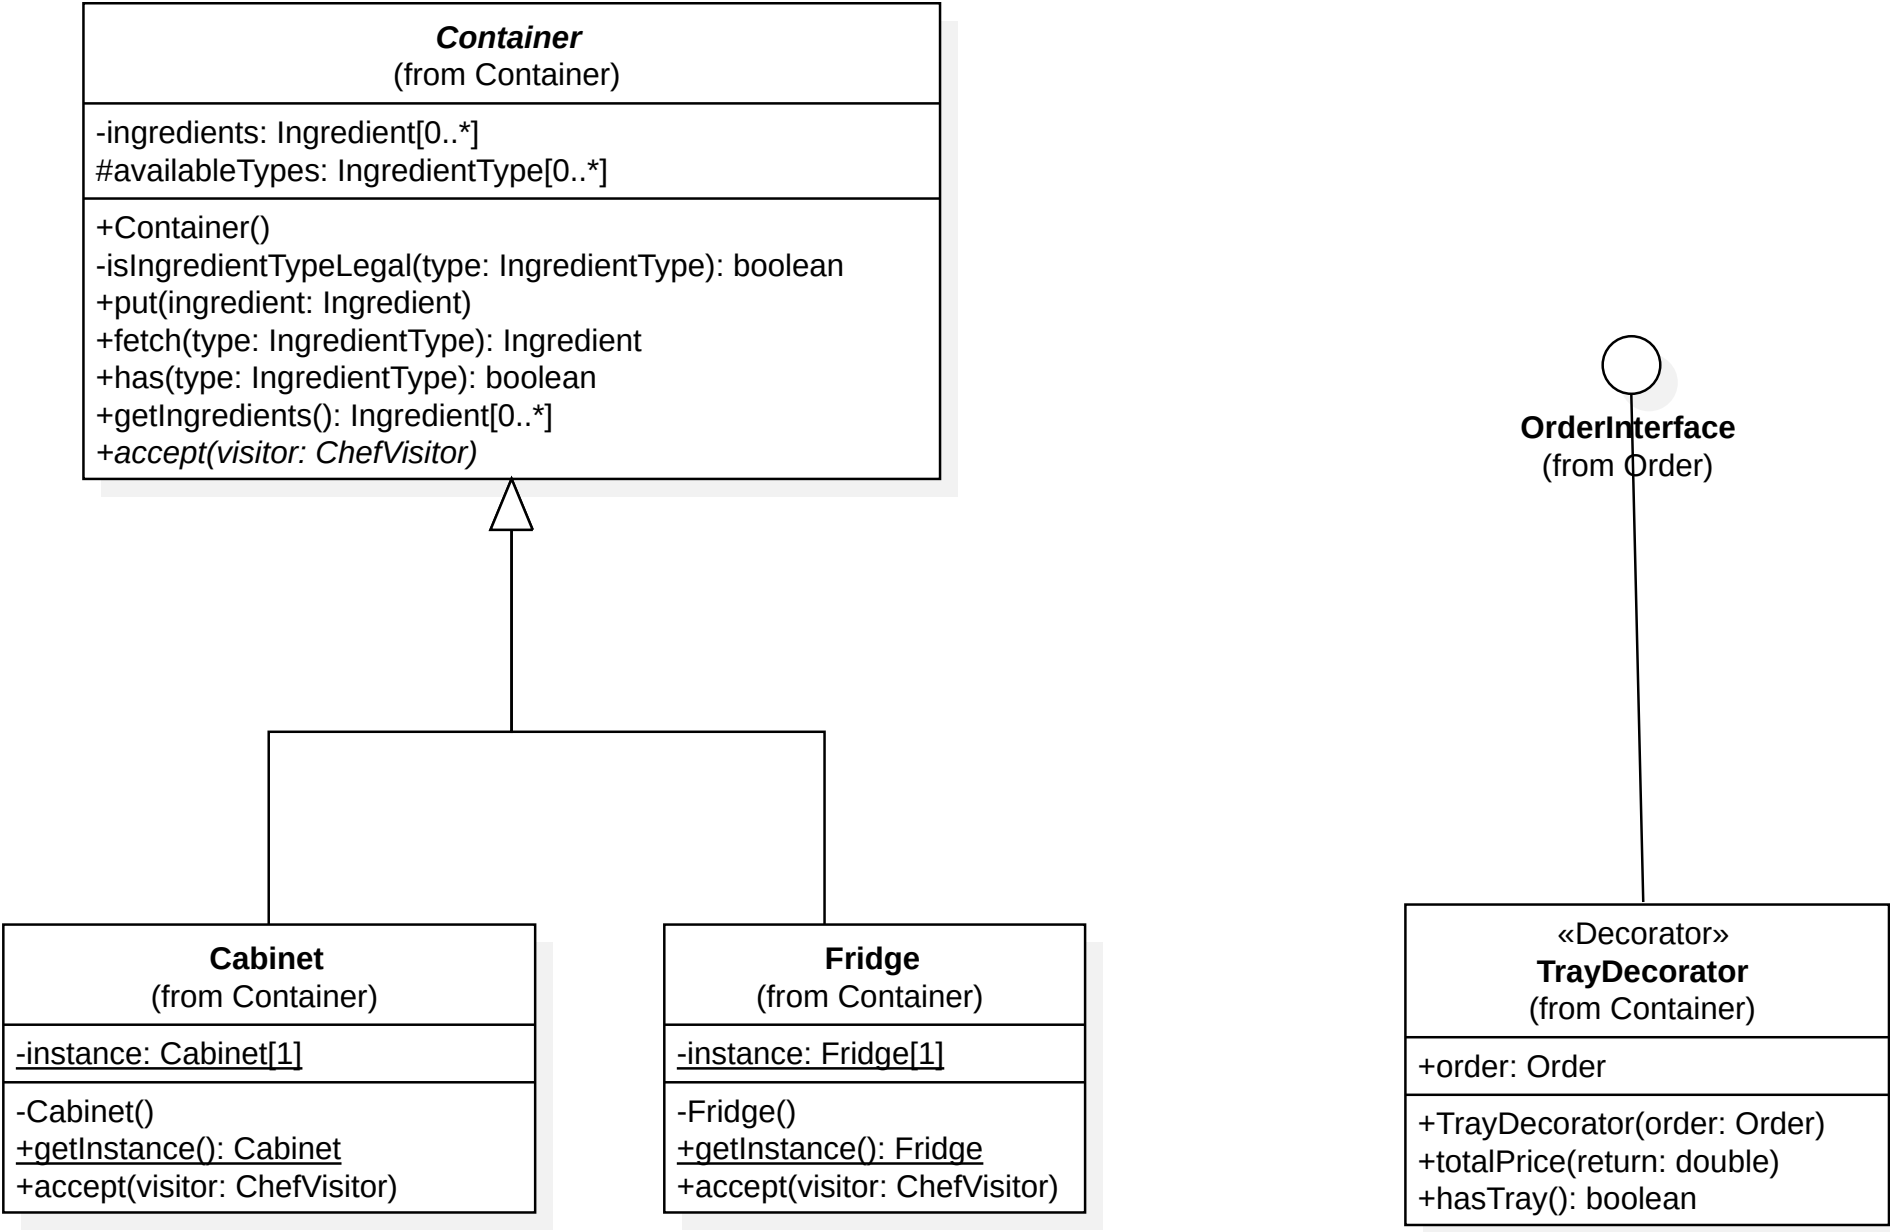 Container
(from Container)
-ingredients: Ingredient[0..*]
#availableTypes: IngredientType[0..*]
+Container()
-isIngredientTypeLegal(type: IngredientType): boolean
+put(ingredient: Ingredient)
+fetch(type: IngredientType): Ingredient
+has(type: IngredientType): boolean
+getIngredients(): Ingredient[0..*]
+accept(visitor: ChefVisitor)
OrderInterface
(from Order)
Cabinet
(from Container)
-instance: Cabinet[1]
-Cabinet()
+getInstance(): Cabinet
+accept(visitor: ChefVisitor)
Fridge
(from Container)
-instance: Fridge[1]
-Fridge()
+getInstance(): Fridge
+accept(visitor: ChefVisitor)
«Decorator»
TrayDecorator
(from Container)
+order: Order
+TrayDecorator(order: Order)
+totalPrice(return: double)
+hasTray(): boolean